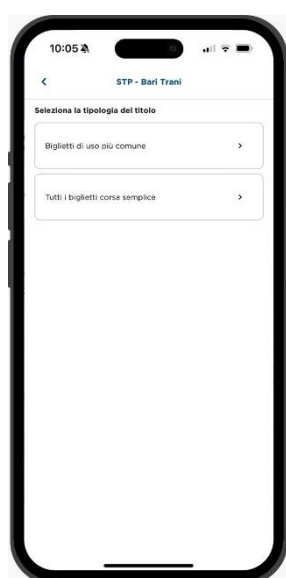 10:05
STP - Bari Trani
Seleziona la tipologia del titolo
Biglietti di uso più comune
Tutti i biglietti corsa semplice